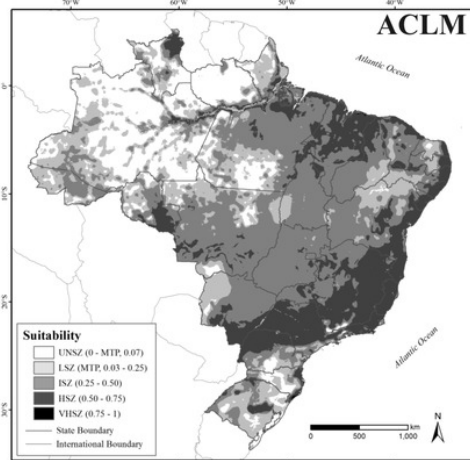 70°W 60°W 50°W 40°W
ACLM
Atlantic Ocean
0°
10°S
20°S
30°S
Atlantic Ocean
Suitability
UNSZ (0 - MTP, 0.07)
LSZ (MTP, 0.03 - 0.25)
ISZ (0.25 - 0.50)
HSZ (0.50 - 0.75)
VHSZ (0.75 - 1)
State Boundary
International Boundary
km
0 500 1,000
N